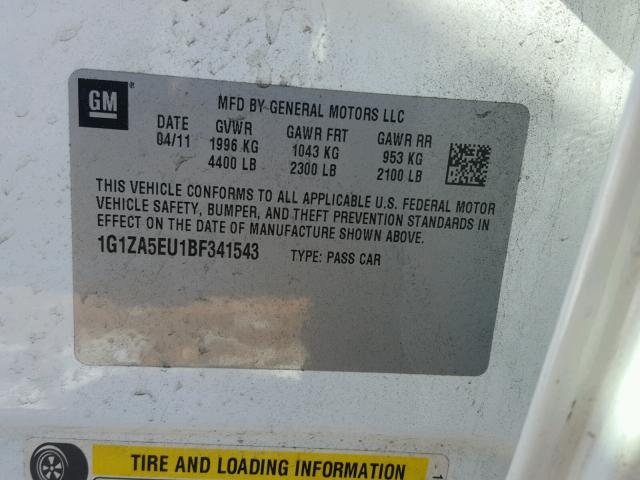 GM
®
MFD BY GENERAL MOTORS LLC
DATE GVWR GAWR FRT GAWR RR
04/11 1996 KG 1043 KG 953 KG
4400 LB 2300 LB 2100 LB
THIS VEHICLE CONFORMS TO ALL APPLICABLE U.S. FEDERAL MOTOR
VEHICLE SAFETY, BUMPER, AND THEFT PREVENTION STANDARDS IN
EFFECT ON THE DATE OF MANUFACTURE SHOWN ABOVE.
1G1ZA5EU1BF341543 TYPE: PASS CAR
TIRE AND LOADING INFORMATION